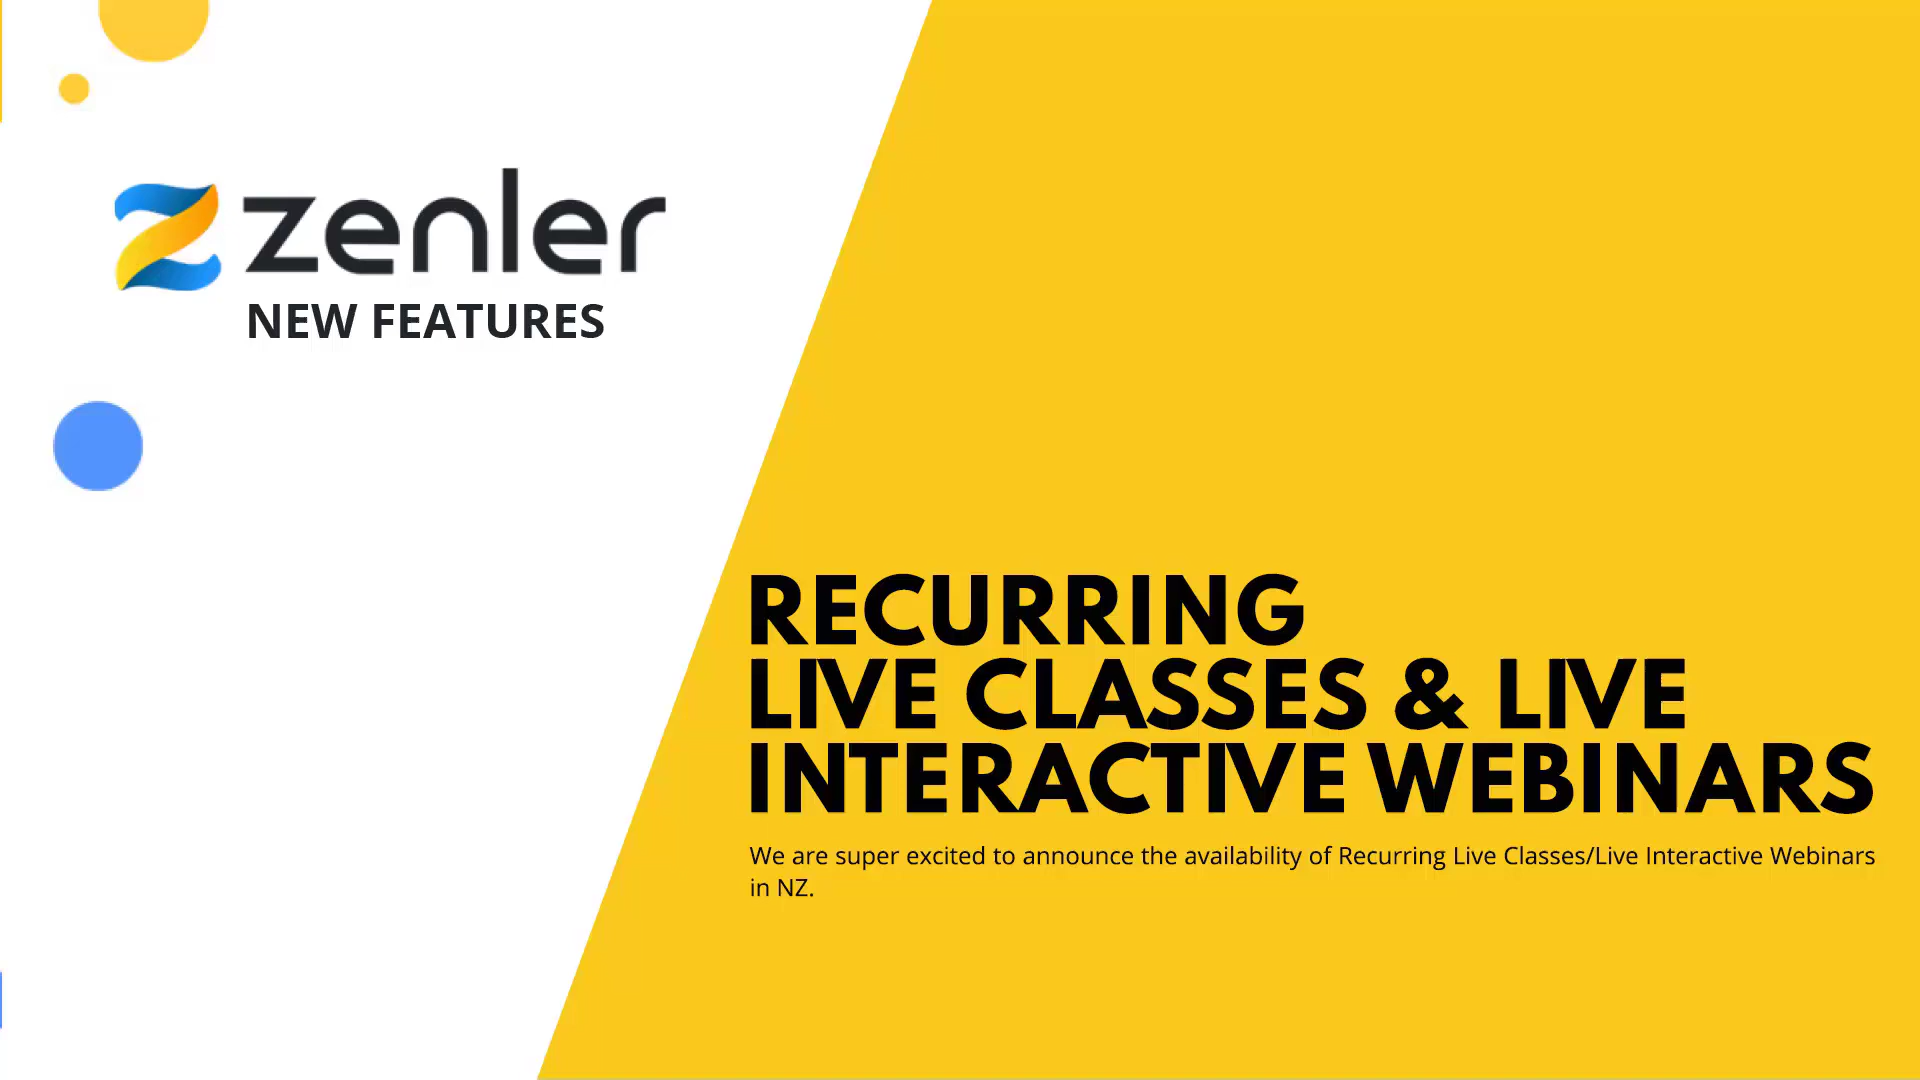 zenler
NEW FEATURES
RECURRING
LIVE CLASSES & LIVE
INTERACTIVE WEBINARS
We are super excited to announce the availability of Recurring Live Classes/Live Interactive Webinars
in NZ.